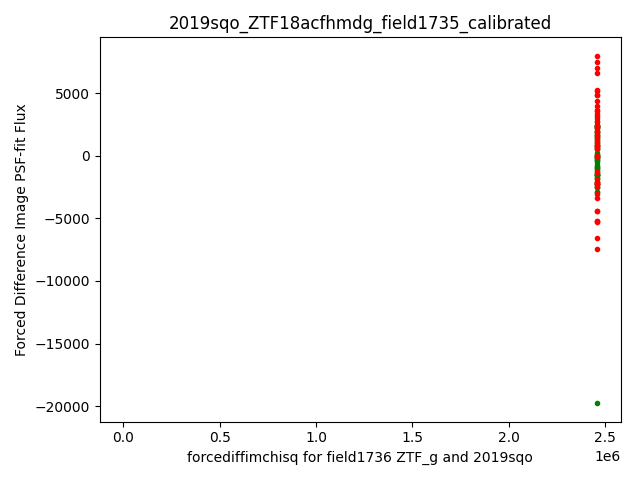 2019sqo_ZTF18acfhmdg_field1735_calibrated
Forced Difference Image PSF-fit Flux
5000
0
−5000
−10000
−15000
−20000
0.0 0.5 1.0 1.5 2.0 2.5
1e6
forcediffimchisq for field1736 ZTF_g and 2019sqo